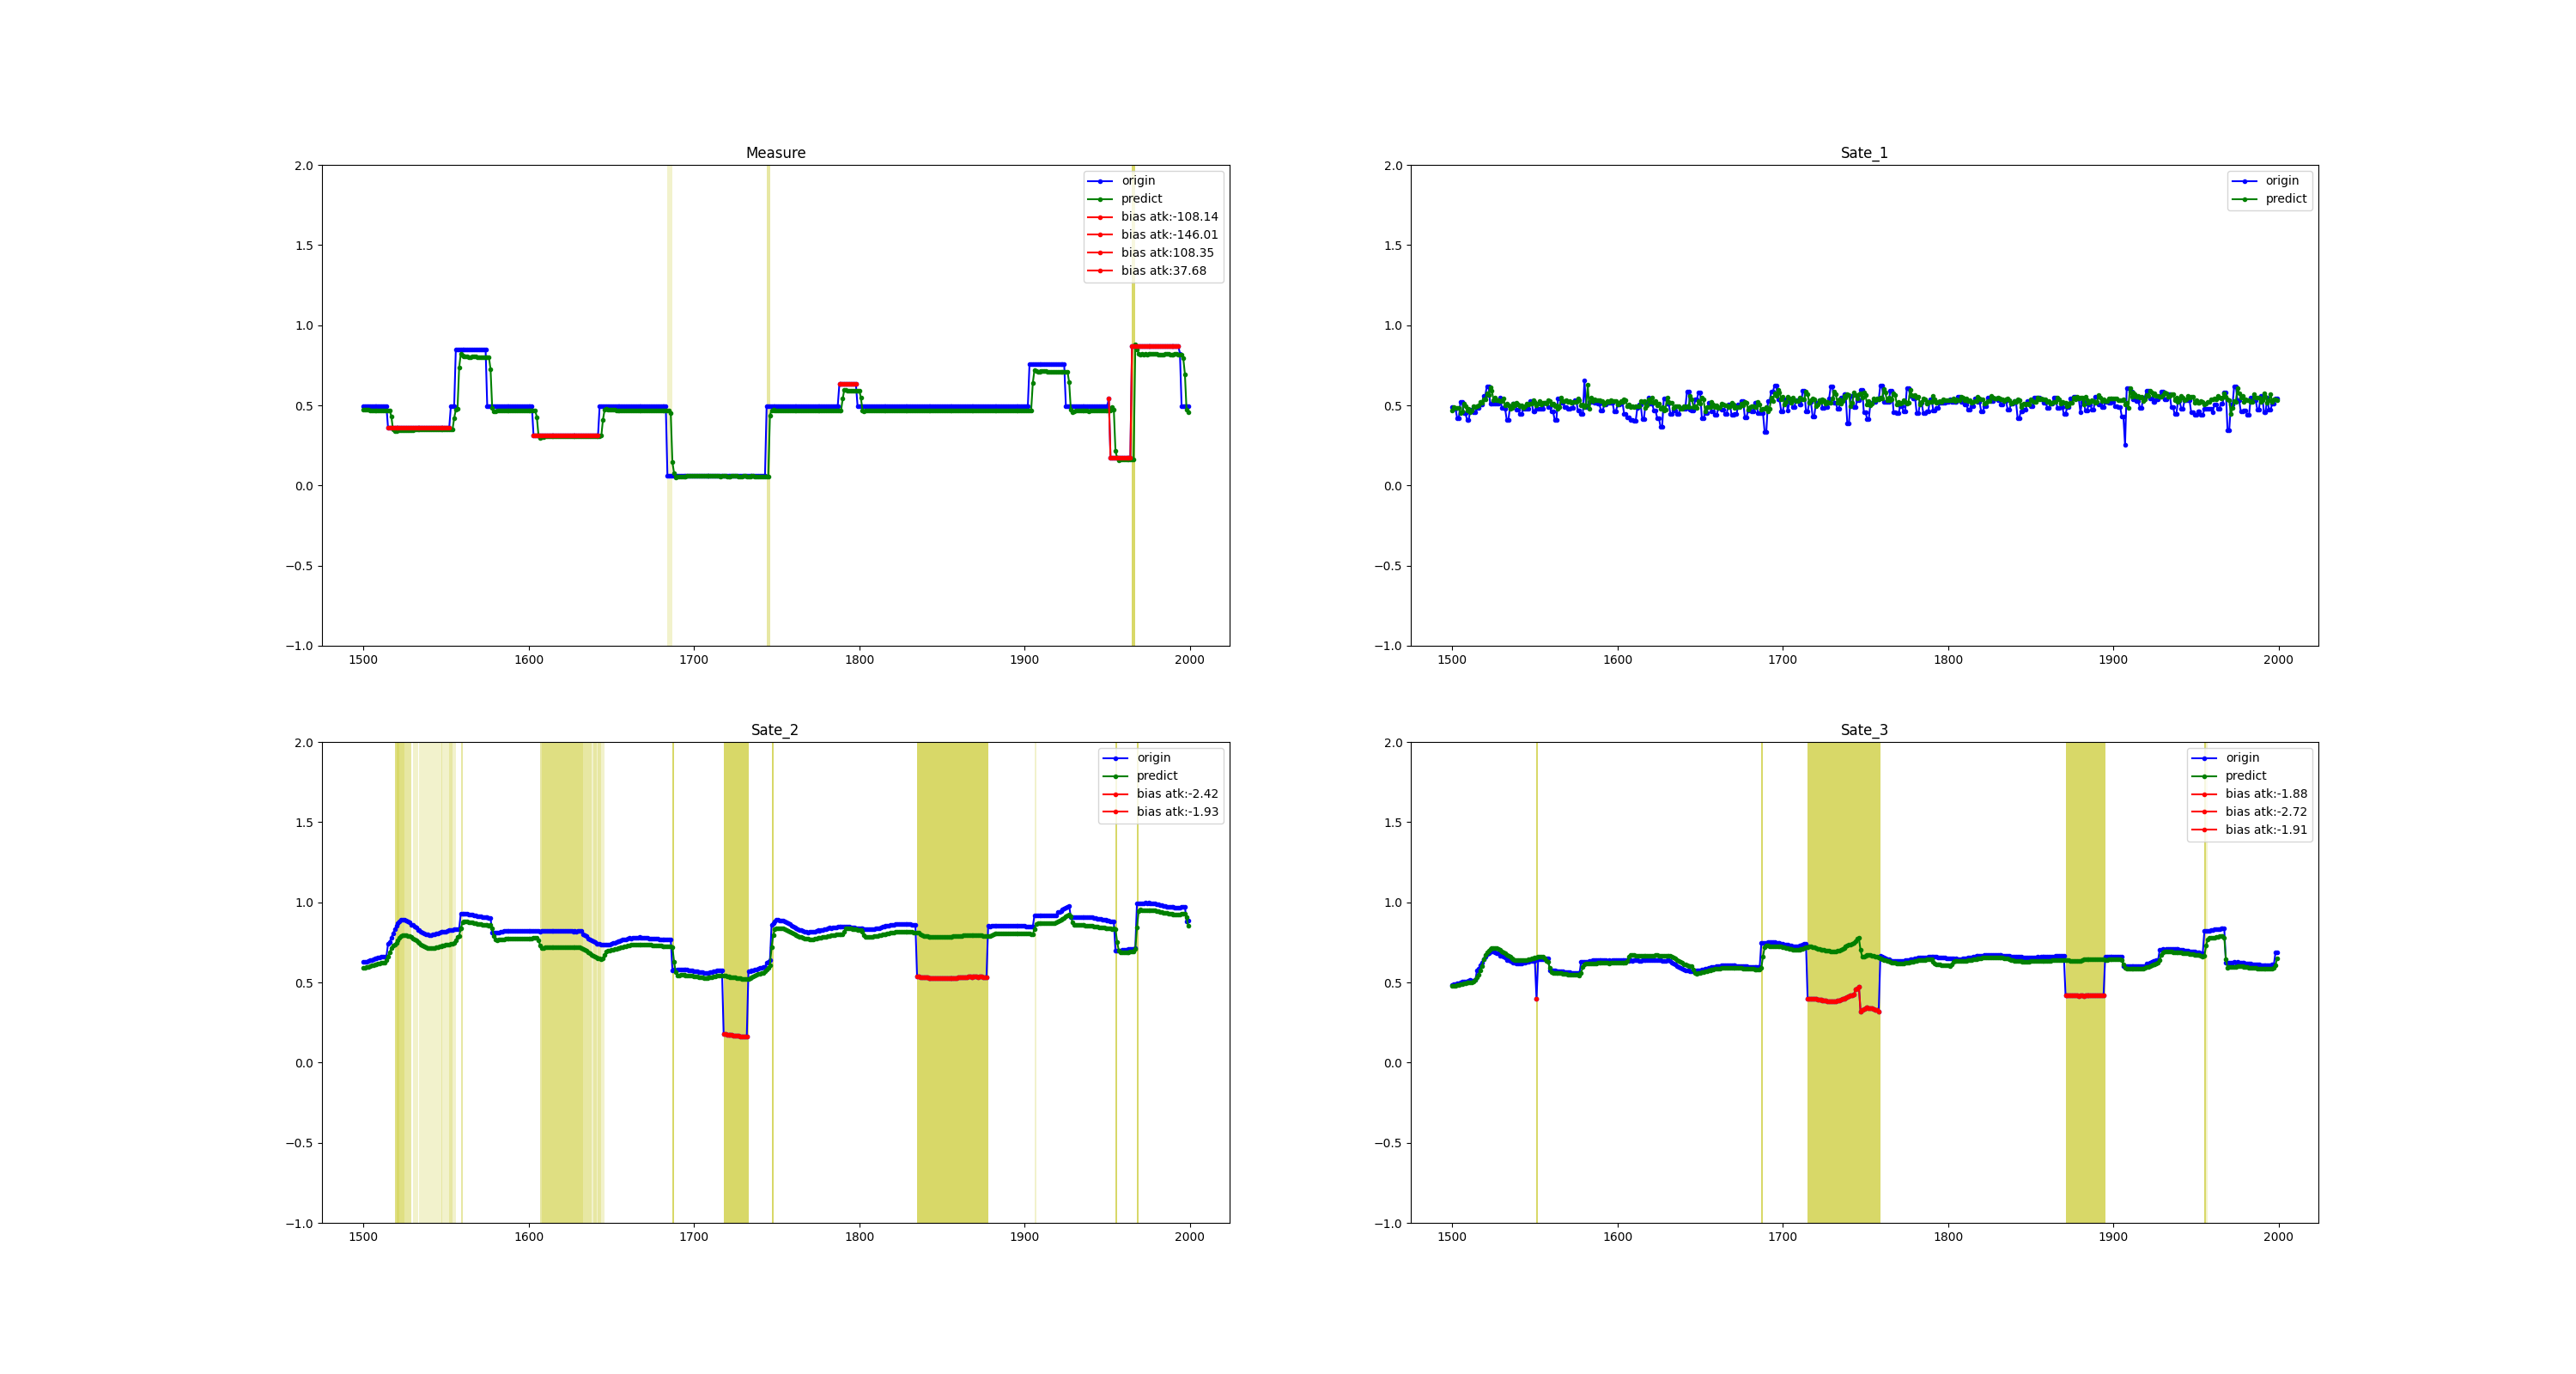 Measure
2.0
1.5
1.0
0.5
0.0
−0.5
−1.0
1500 1600 1700 1800 1900 2000
origin
predict
bias atk:-108.14
bias atk:-146.01
bias atk:108.35
bias atk:37.68
Sate_1
2.0
1.5
1.0
0.5
0.0
−0.5
−1.0
1500 1600 1700 1800 1900 2000
origin
predict
Sate_2
2.0
1.5
1.0
0.5
0.0
−0.5
−1.0
1500 1600 1700 1800 1900 2000
origin
predict
bias atk:-2.42
bias atk:-1.93
Sate_3
2.0
1.5
1.0
0.5
0.0
−0.5
−1.0
1500 1600 1700 1800 1900 2000
origin
predict
bias atk:-1.88
bias atk:-2.72
bias atk:-1.91